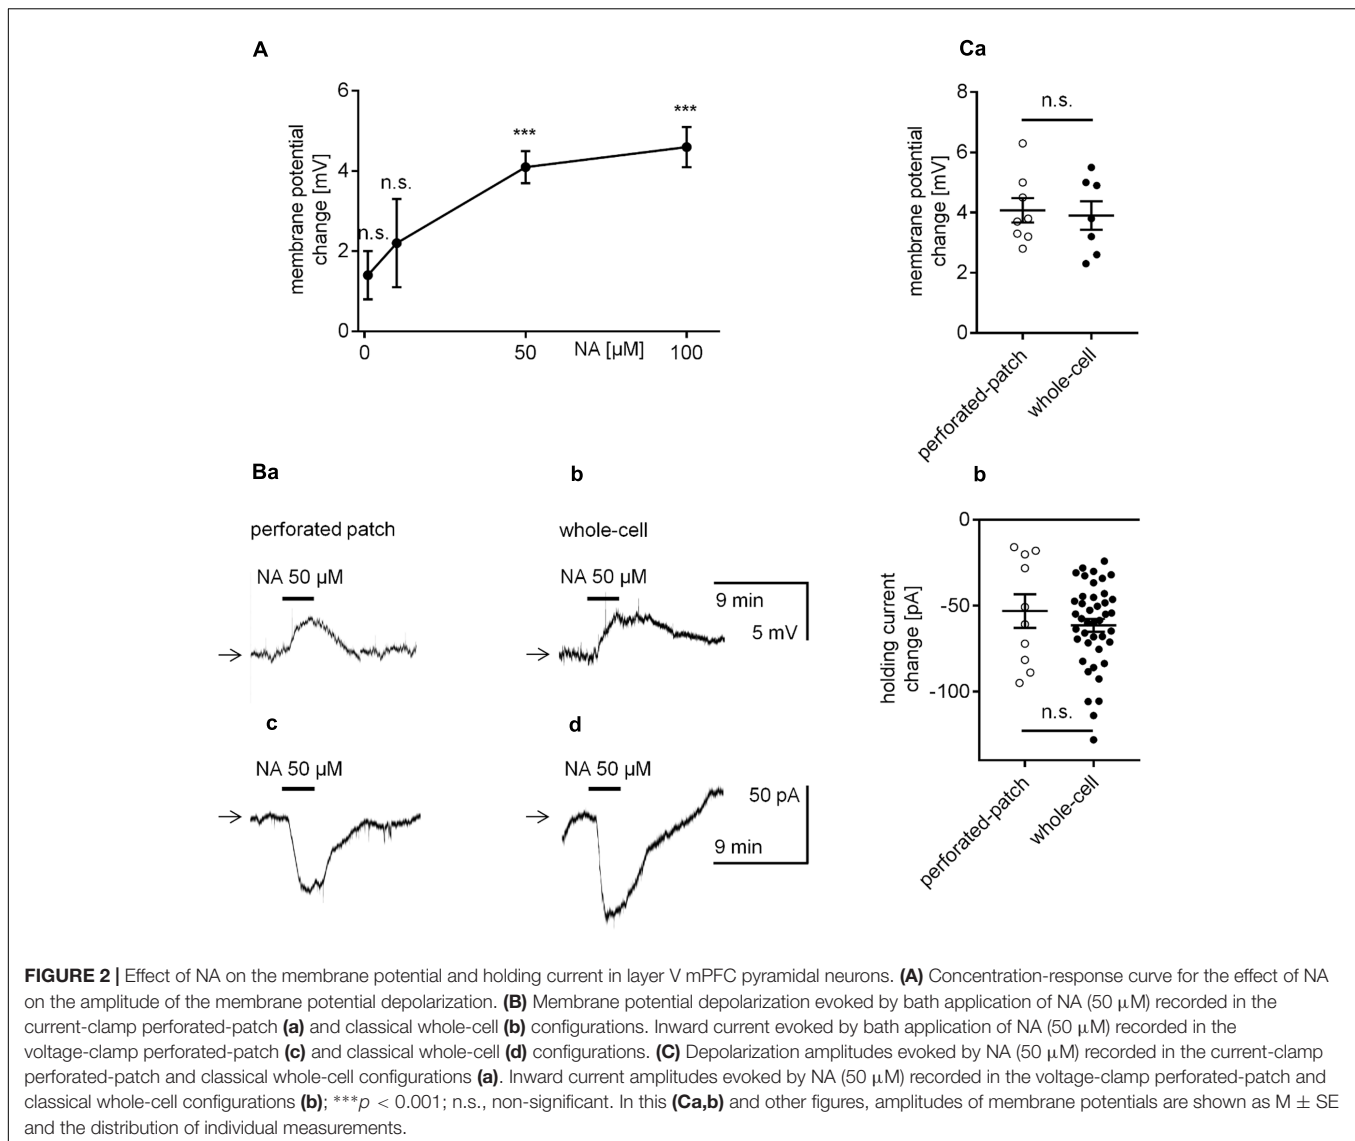 A
membrane potential
change [mV]
6
4
2
0
n.s.
n.s.
***
***
0
50
NA [µM]
100
Ca
membrane potential
change [mV]
8
6
4
2
0
n.s.
perforated-patch
whole-cell
Ba
perforated patch
NA 50 µM
b
whole-cell
NA 50 µM
9 min
5 mV
c
NA 50 µM
d
NA 50 µM
50 pA
9 min
b
holding current
change [pA]
0
-50
-100
n.s.
perforated-patch
whole-cell
FIGURE 2 | Effect of NA on the membrane potential and holding current in layer V mPFC pyramidal neurons. (A) Concentration-response curve for the effect of NA
on the amplitude of the membrane potential depolarization. (B) Membrane potential depolarization evoked by bath application of NA (50 µM) recorded in the
current-clamp perforated-patch (a) and classical whole-cell (b) configurations. Inward current evoked by bath application of NA (50 µM) recorded in the
voltage-clamp perforated-patch (c) and classical whole-cell (d) configurations. (C) Depolarization amplitudes evoked by NA (50 µM) recorded in the current-clamp
perforated-patch and classical whole-cell configurations (a). Inward current amplitudes evoked by NA (50 µM) recorded in the voltage-clamp perforated-patch and
classical whole-cell configurations (b); ***p < 0.001; n.s., non-significant. In this (Ca,b) and other figures, amplitudes of membrane potentials are shown as M ± SE
and the distribution of individual measurements.